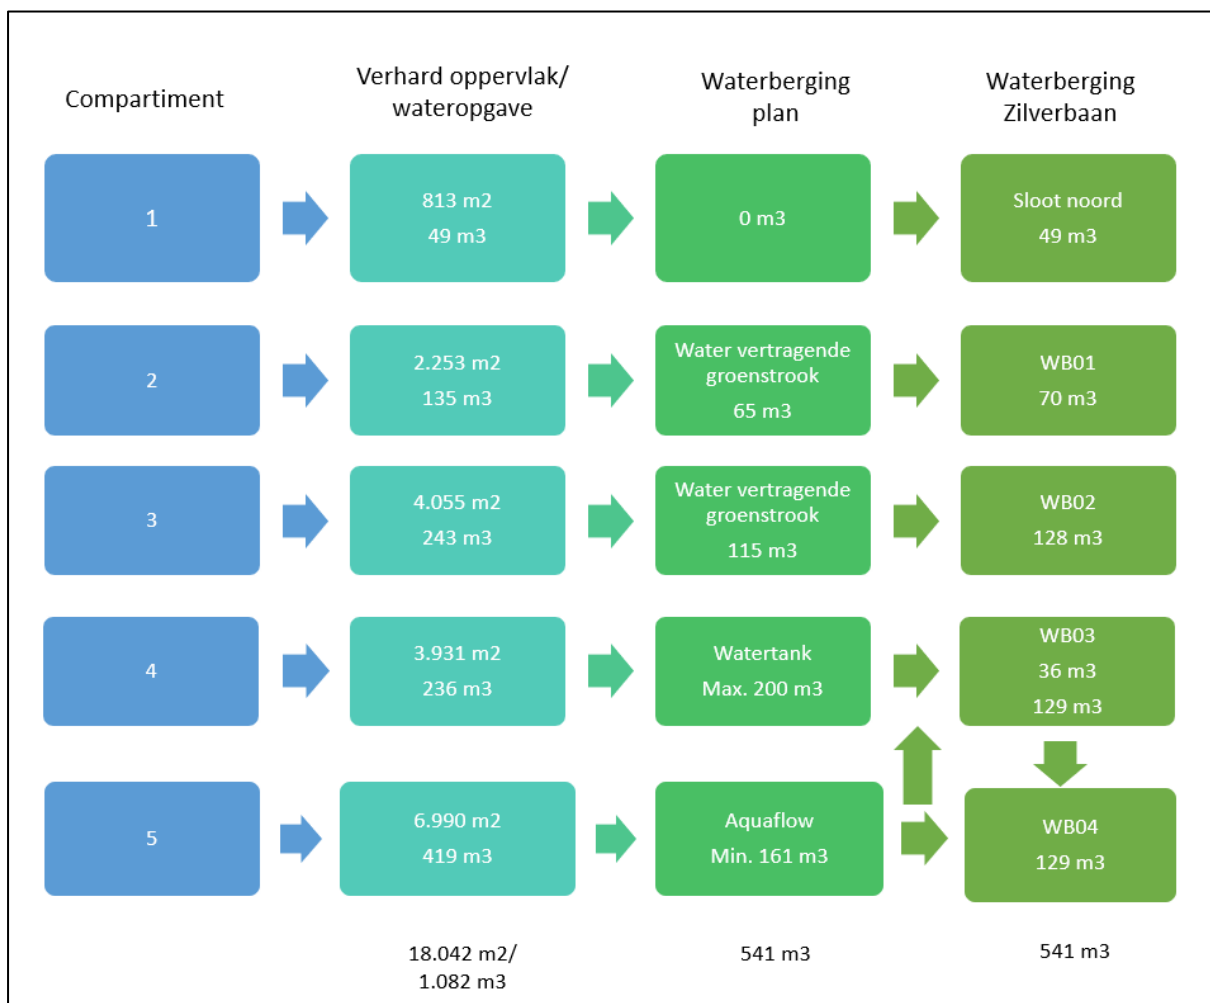 Compartiment
Verhard oppervlak/
wateropgave
Waterberging
plan
Waterberging
Zilverbaan
1
813 m2
49 m3
0 m3
Sloot noord
49 m3
2
2.253 m2
135 m3
Water vertragende
groenstrook
65 m3
WB01
70 m3
3
4.055 m2
243 m3
Water vertragende
groenstrook
115 m3
WB02
128 m3
4
3.931 m2
236 m3
Watertank
Max. 200 m3
WB03
36 m3
129 m3
5
6.990 m2
419 m3
Aquaflow
Min. 161 m3
WB04
129 m3
18.042 m2/
1.082 m3
541 m3
541 m3